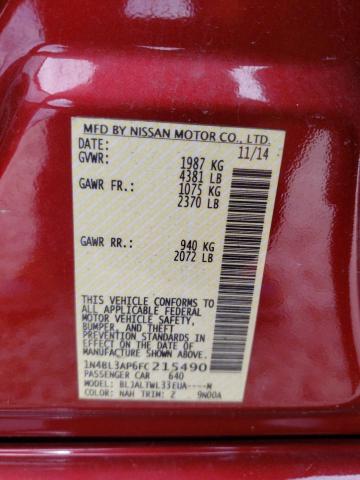 MFD BY NISSAN MOTOR CO., LTD.
DATE: 11/14
GVWR: 1987 KG
4381 LB
GAWR FR.: 1075 KG
2370 LB
GAWR RR.: 940 KG
2072 LB
THIS VEHICLE CONFORMS TO
ALL APPLICABLE FEDERAL
MOTOR VEHICLE SAFETY,
BUMPER, AND THEFT
PREVENTION STANDARDS
IN EFFECT ON THE DATE OF
MANUFACTURE SHOWN ABOVE.
1N4BL3AP6FC215490
PASSENGER CAR 640
MODEL: BLJALTWL33EUA----M
COLOR: NAH TRIM: Z 9N00A